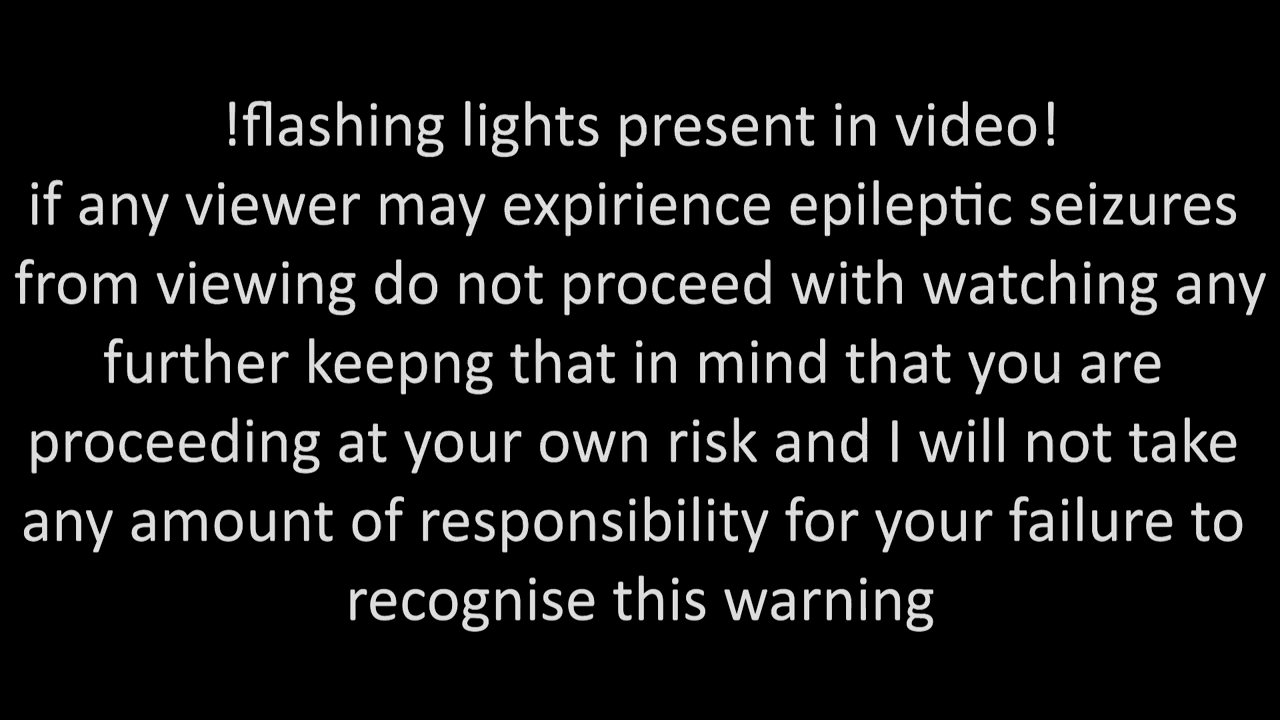 !flashing lights present in video!
if any viewer may expirience epileptic seizures
from viewing do not proceed with watching any
further keepng that in mind that you are
proceeding at your own risk and I will not take
any amount of responsibility for your failure to
recognise this warning